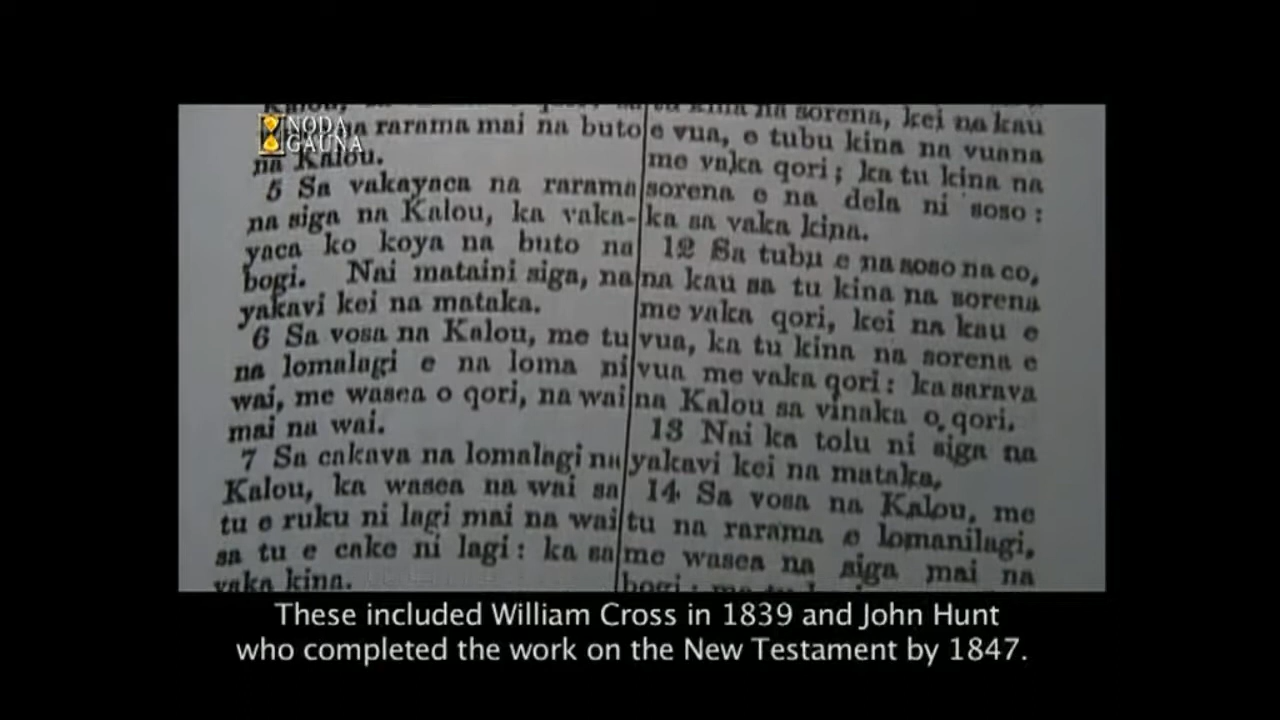 NODA
GAUNA
rarama mai na buto
na Kalou.
5 Sa vakayaca na rarama
na siga na Kalou, ka vaka-
yaca ko koya na buto na
bogi. Nai mataini siga, na
yakavi kei na mataka.
6 Sa vosa na Kalou, me tu
na lomalagi e na loma ni
wai, me wasea o qori, na wai
mai na wai.
7 Sa cakava na lomalagi na
Kalou, ka wasea na wai sa
tu e ruku ni lagi mai na wai
sa tu e cake ni lagi: ka sa
vaka kina.
kina na sorena, kei na kau
e vua, e tubu kina na vuana
me vaka qori; ka tu kina na
sorena e na dela ni soso:
ka sa vaka kina.
12 Sa tubu e na soso na co,
na kau sa tu kina na sorena
me vaka qori, kei na kau e
vua, ka tu kina na sorena e
vua me vaka qori: ka sarava
na Kalou sa vinaka o qori.
13 Nai ka tolu ni siga na
yakavi kei na mataka.
14 Sa vosa na Kalou, me
tu na rarama e lomanilagi,
me wasea na siga mai na
bogi;
These included William Cross in 1839 and John Hunt
who completed the work on the New Testament by 1847.